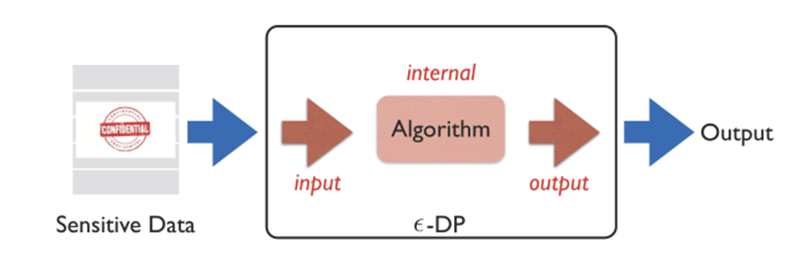 CONFIDENTIAL
Sensitive Data
input
internal
Algorithm
output
ϵ-DP
Output